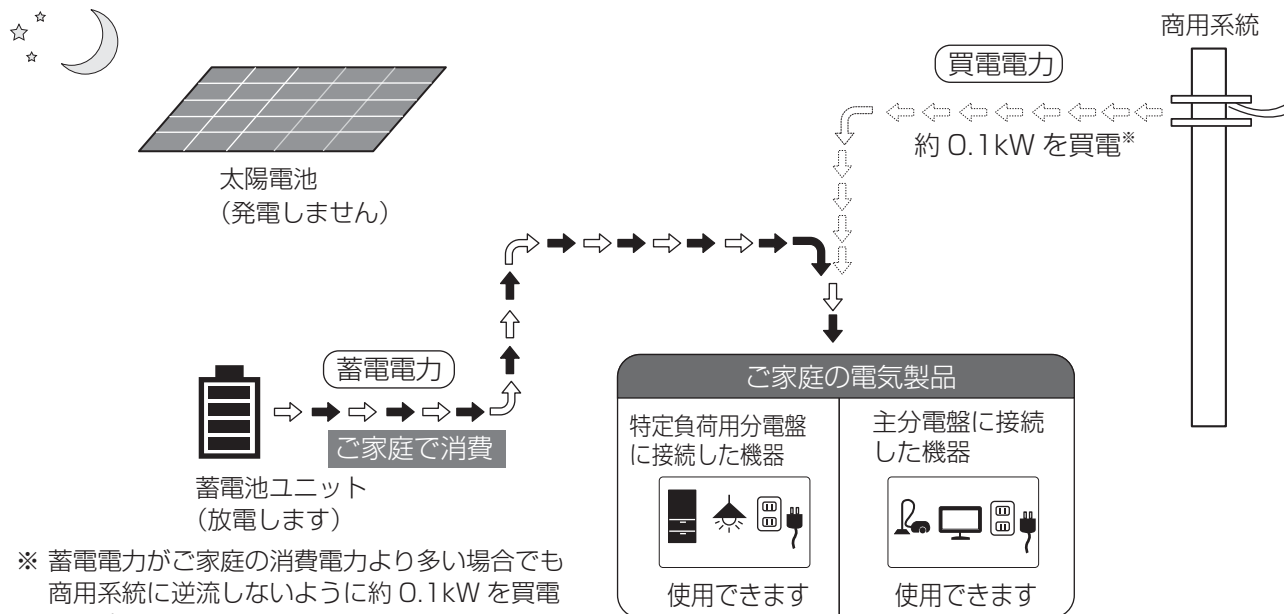 商用系統
買電電力
約 0.1kW を買電※
太陽電池
（発電しません）
蓄電電力
ご家庭で消費
蓄電池ユニット
（放電します）
ご家庭の電気製品
特定負荷用分電盤
に接続した機器
使用できます
主分電盤に接続
した機器
使用できます
※ 蓄電電力がご家庭の消費電力より多い場合でも
商用系統に逆流しないように約 0.1kW を買電